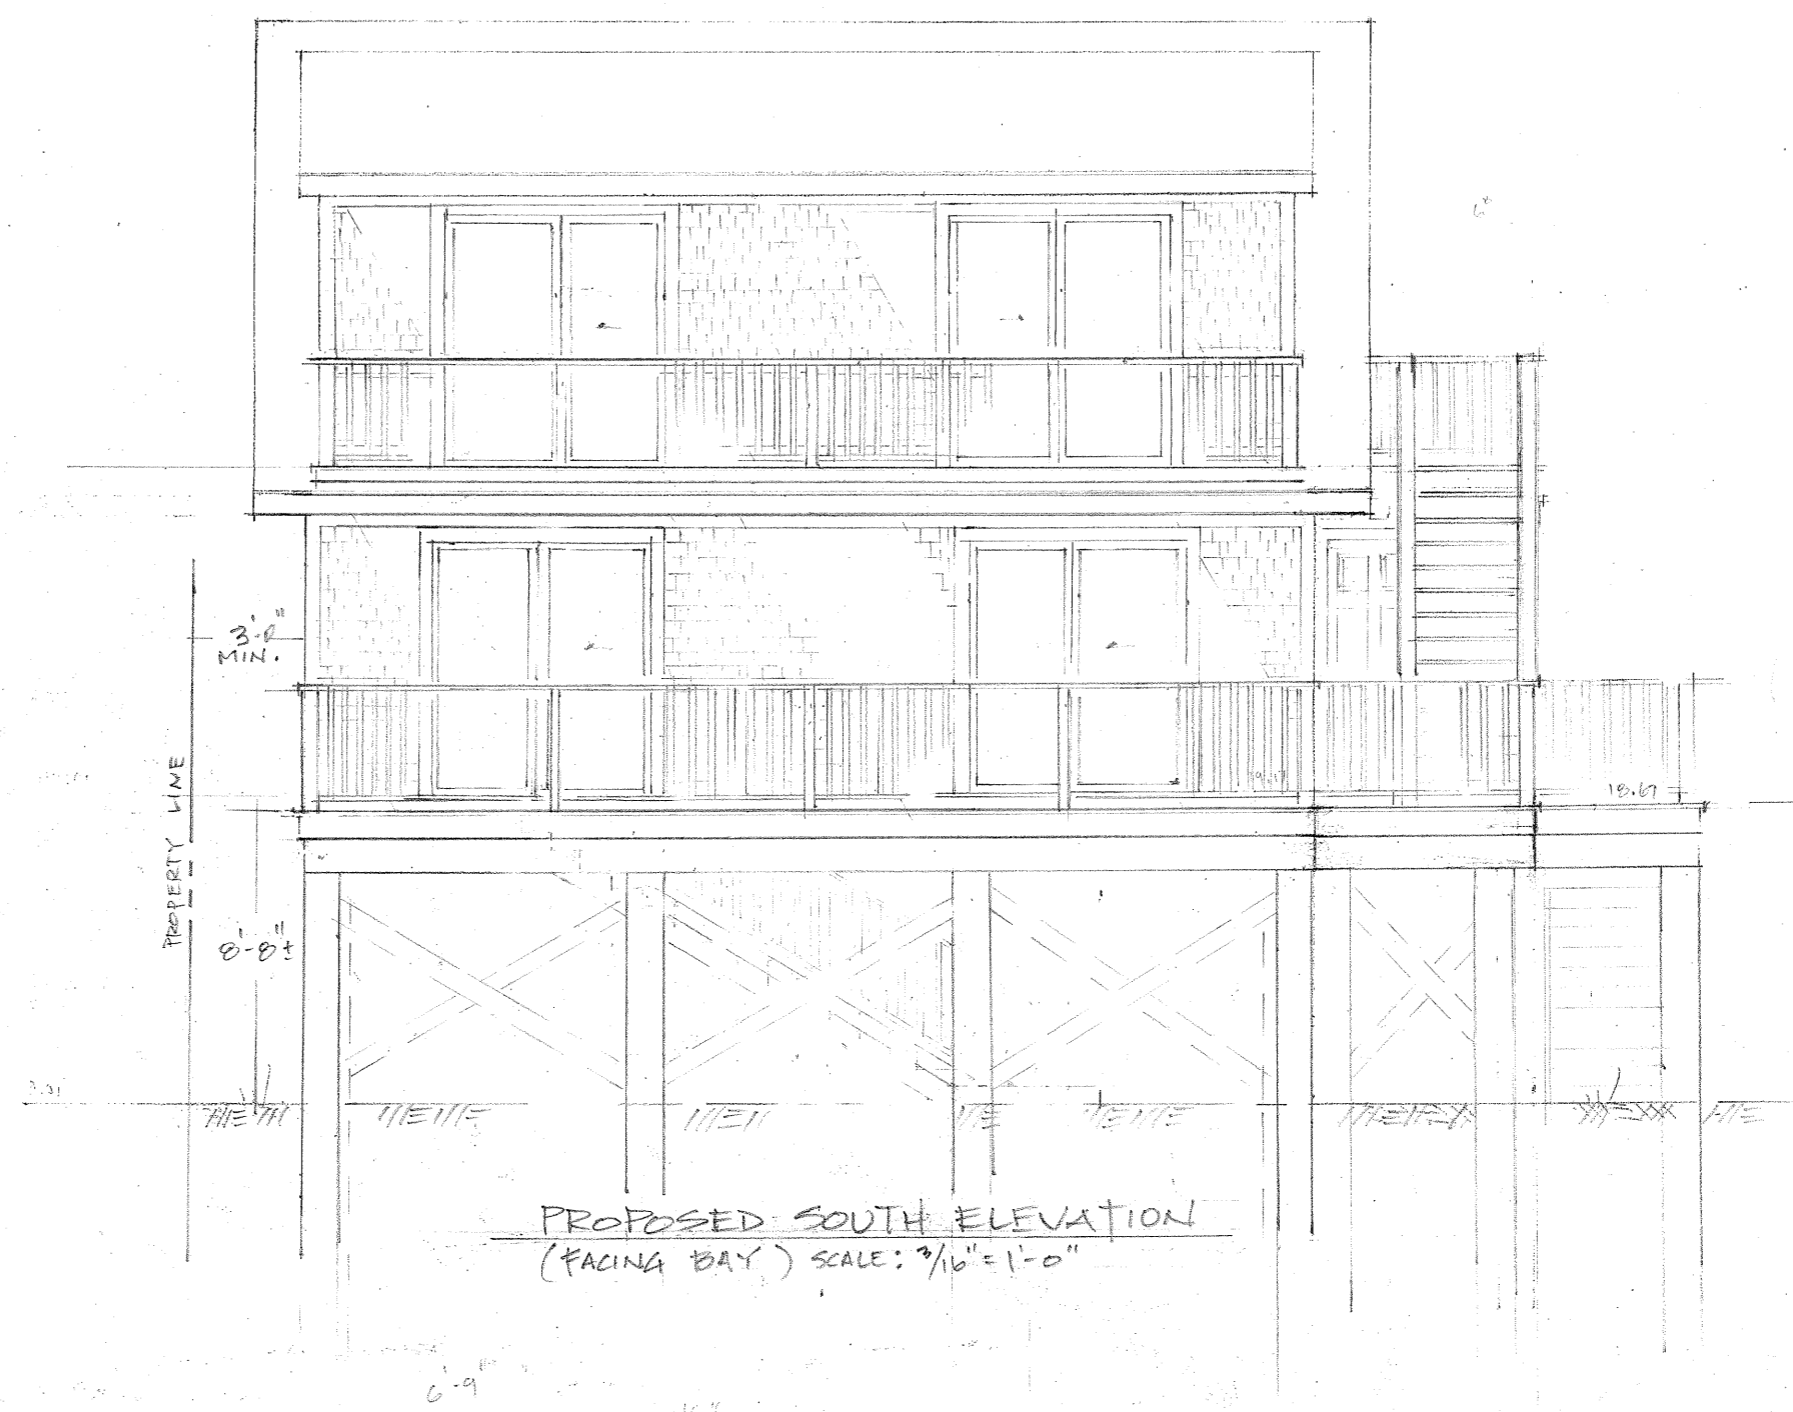 6"
3'-0"
MIN.
PROPERTY LINE
18.67
8'-8"±
PROPOSED SOUTH ELEVATION
(FACING BAY) SCALE: 3/16"=1'-0"
6'-9"